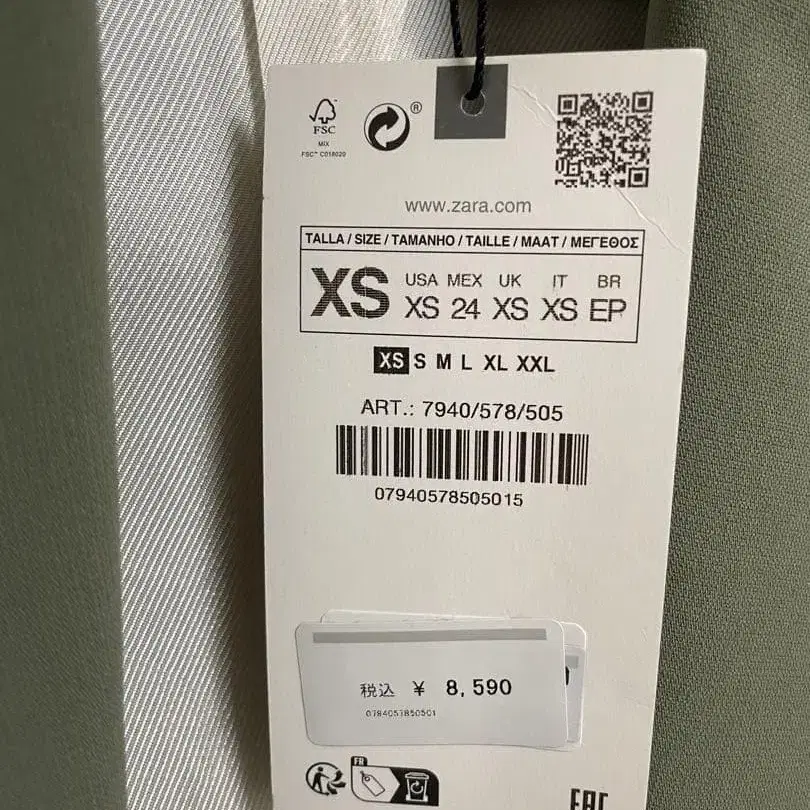 FSC
MIX
FSC™ C018020
®
www.zara.com
TALLA / SIZE / TAMANHO / TAILLE / MAAT / ΜΕΓΕΘΟΣ
XS
USA MEX UK IT BR
XS 24 XS XS EP
XS S M L XL XXL
ART.: 7940/578/505
07940578505015
税込 ¥ 8,590
FR
EAC